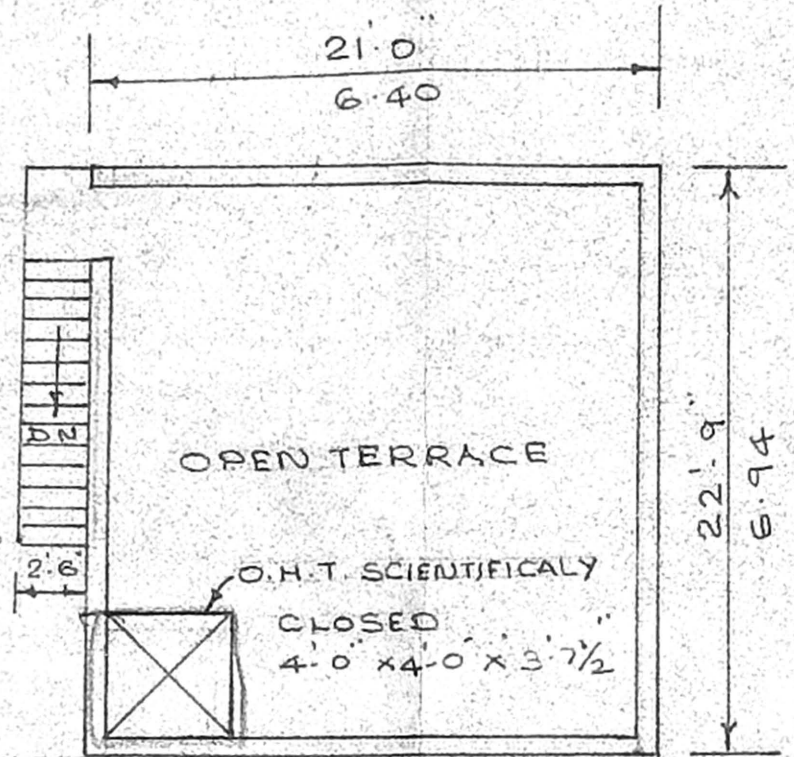 21'.0"
6.40
OPEN TERRACE
DN
22'.9"
6.94
2'.6"
O.H.T. SCIENTIFICALY
CLOSED
4'-0" x 4'-0" x 3'-7½"